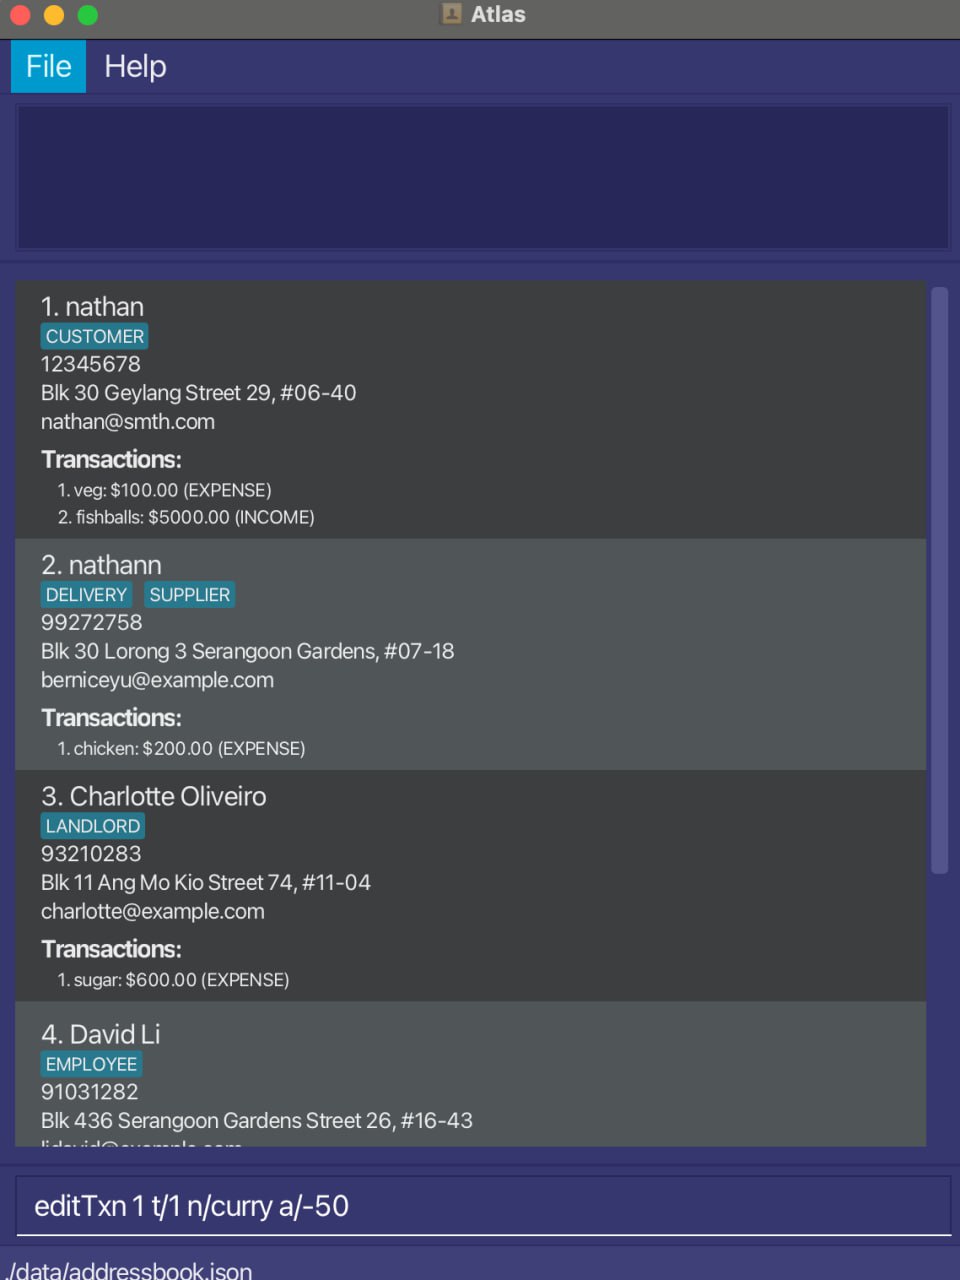 Atlas
File Help
1. nathan
CUSTOMER
12345678
Blk 30 Geylang Street 29, #06-40
nathan@smth.com
Transactions:
1. veg: $100.00 (EXPENSE)
2. fishballs: $5000.00 (INCOME)
2. nathann
DELIVERY SUPPLIER
99272758
Blk 30 Lorong 3 Serangoon Gardens, #07-18
berniceyu@example.com
Transactions:
1. chicken: $200.00 (EXPENSE)
3. Charlotte Oliveiro
LANDLORD
93210283
Blk 11 Ang Mo Kio Street 74, #11-04
charlotte@example.com
Transactions:
1. sugar: $600.00 (EXPENSE)
4. David Li
EMPLOYEE
91031282
Blk 436 Serangoon Gardens Street 26, #16-43
lidavid@example.com
editTxn 1 t/1 n/curry a/-50
./data/addressbook.json